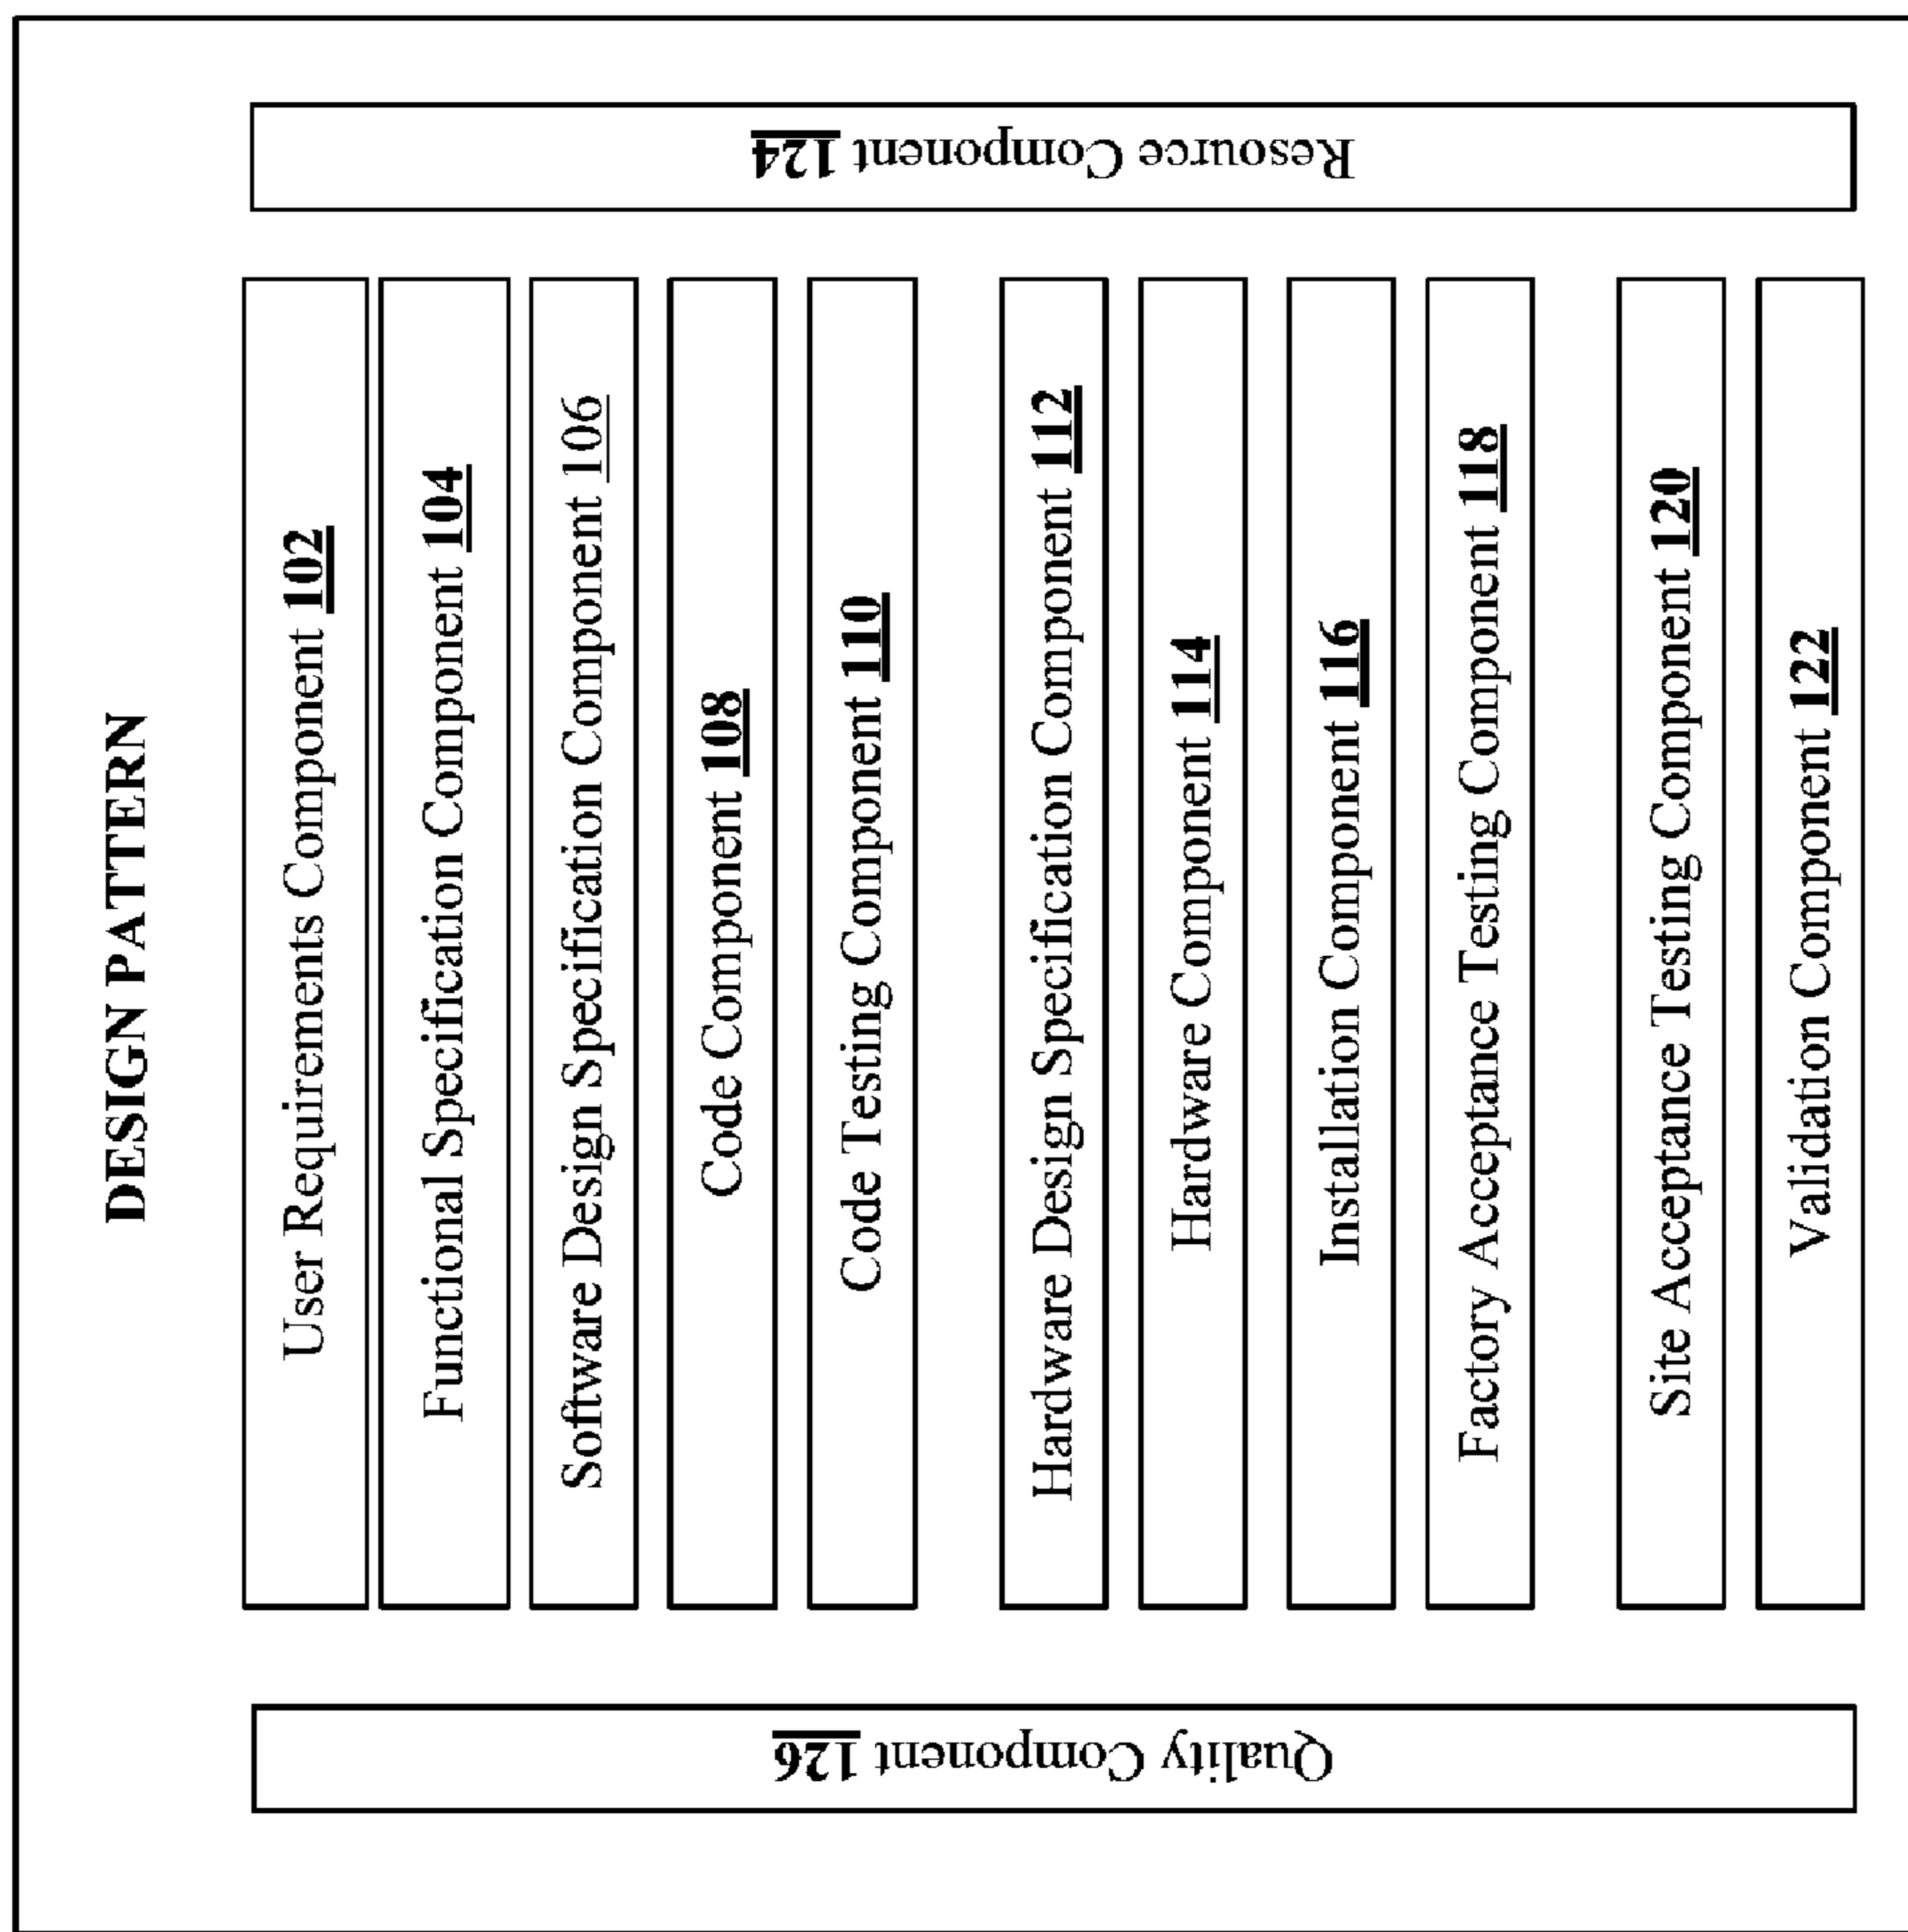 DESIGN PATTERN
User Requirements Component 102
Functional Specification Component 104
Software Design Specification Component 106
Code Component 108
Code Testing Component 110
Hardware Design Specification Component 112
Hardware Component 114
Installation Component 116
Factory Acceptance Testing Component 118
Site Acceptance Testing Component 120
Validation Component 122
Quality Component 126
Resource Component 124